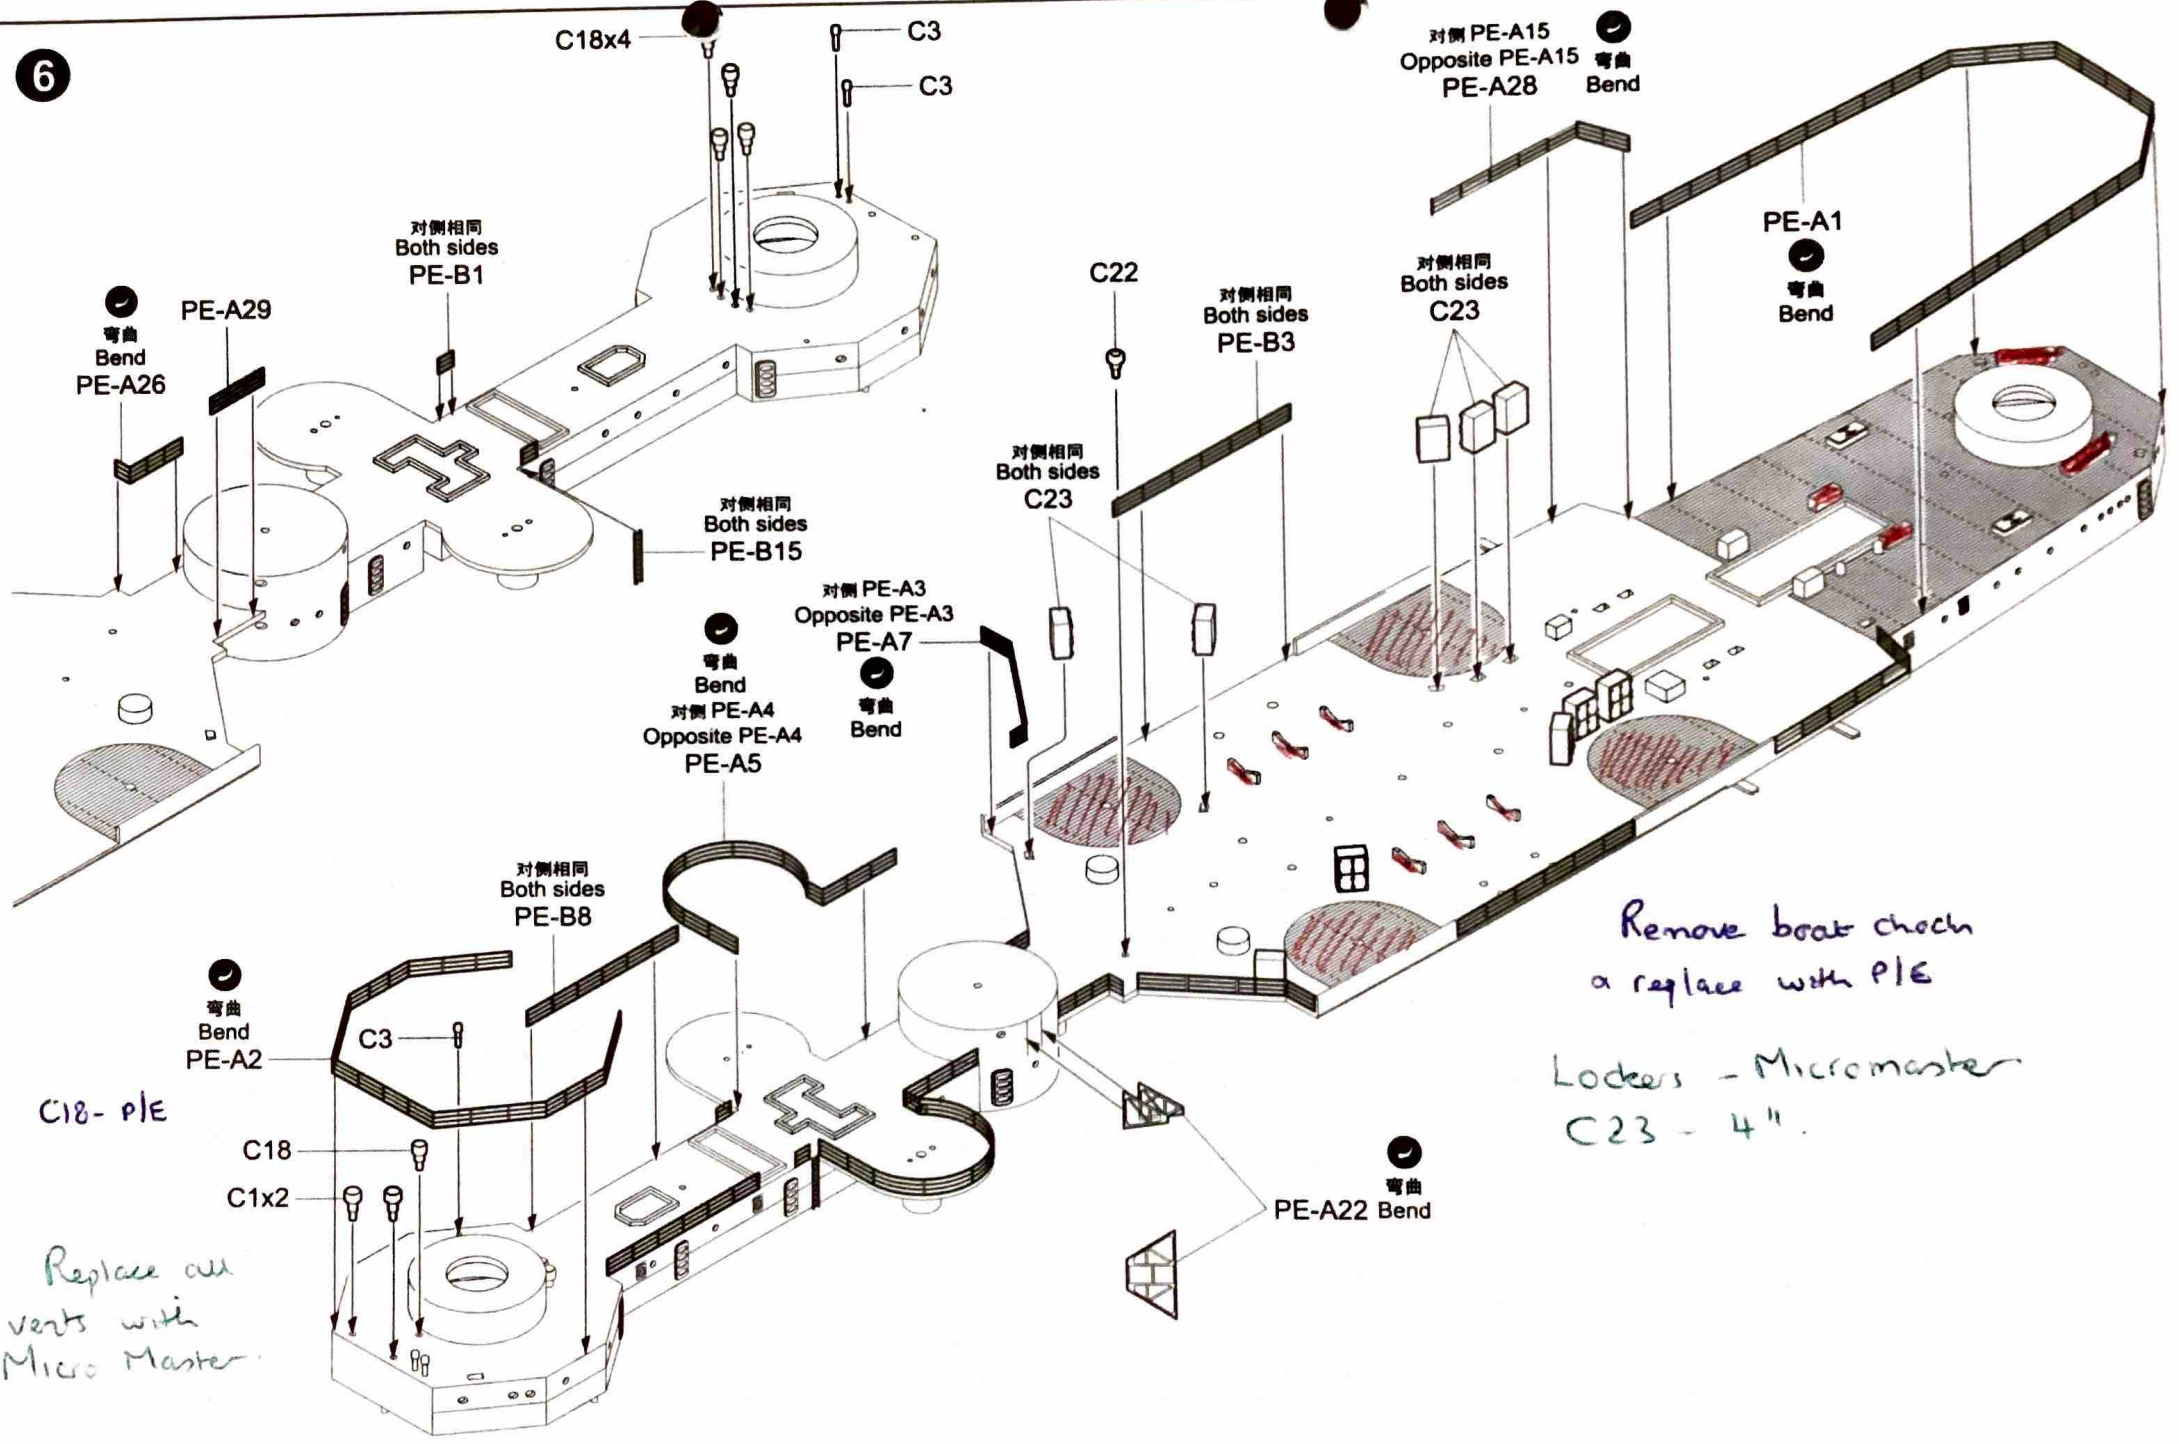 6
C18x4
C3
C3
对侧 PE-A15
Opposite PE-A15
PE-A28
弯曲
Bend
PE-A1
弯曲
Bend
对侧相同
Both sides
PE-B1
弯曲
Bend
PE-A26
PE-A29
C22
对侧相同
Both sides
PE-B3
对侧相同
Both sides
C23
对侧相同
Both sides
C23
对侧相同
Both sides
PE-B15
对侧 PE-A3
Opposite PE-A3
PE-A7
弯曲
Bend
弯曲
Bend
对侧 PE-A4
Opposite PE-A4
PE-A5
对侧相同
Both sides
PE-B8
弯曲
Bend
PE-A2
C3
C18- P/E
C18
C1x2
Replace all
vents with
Micro Master
Remove boat
a replace with P/E
Lockers - Micromaster
C23 - 4".
弯曲
PE-A22 Bend